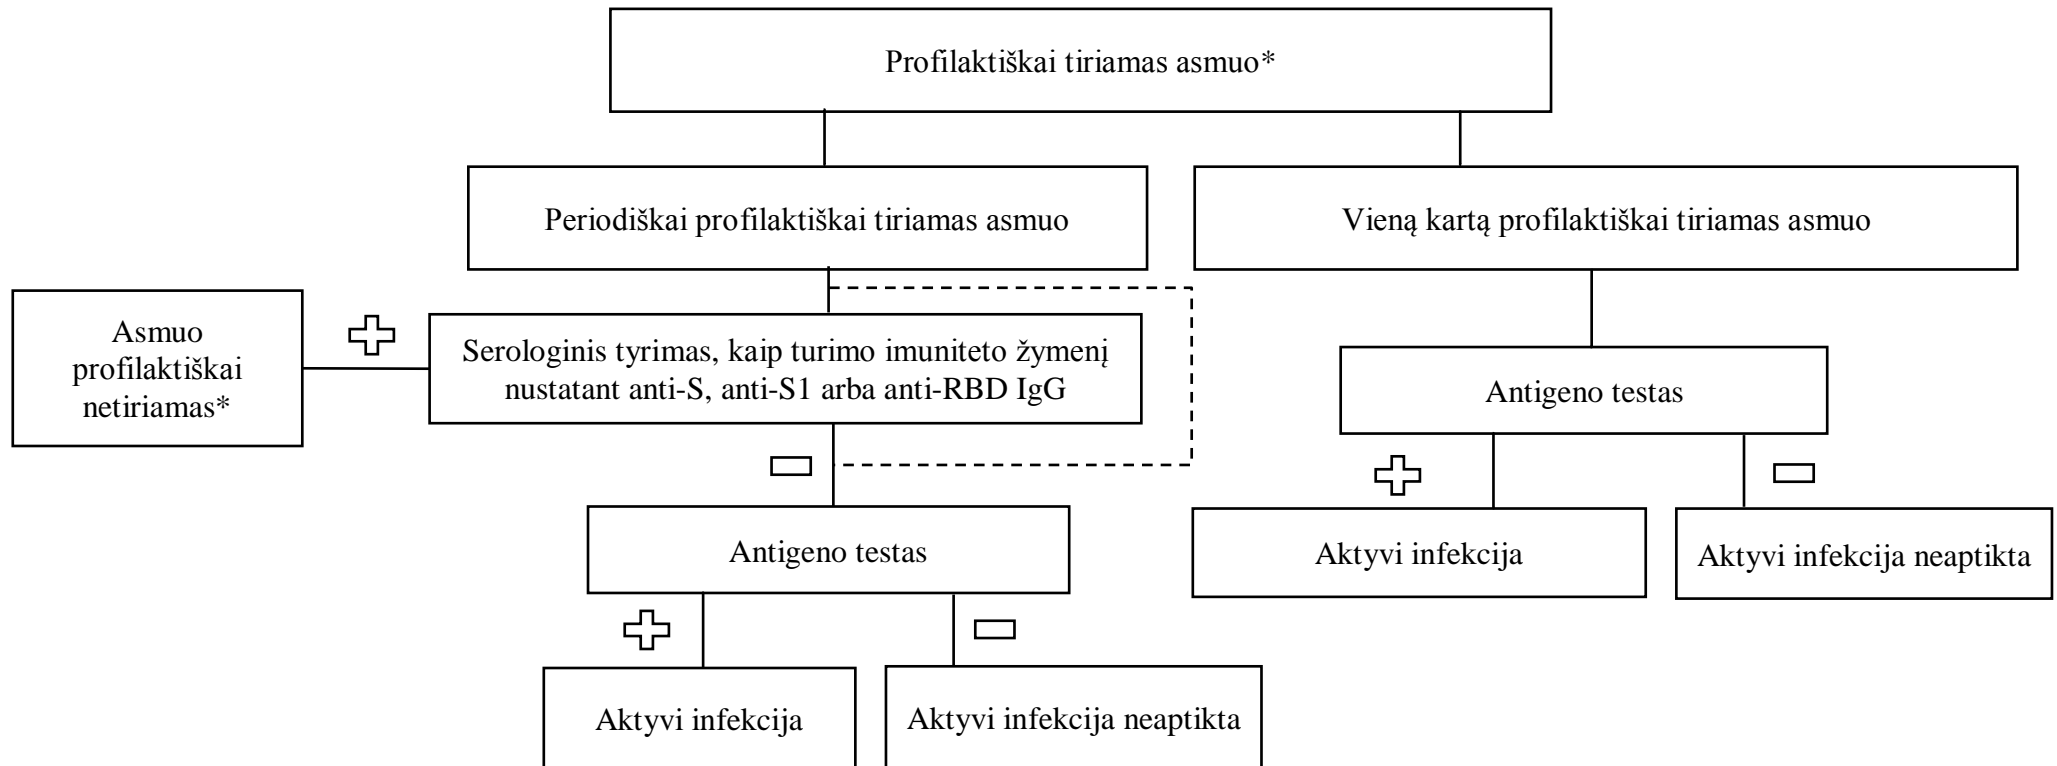 Profilaktiškai tiriamas asmuo*
Periodiškai profilaktiškai tiriamas asmuo
Vieną kartą profilaktiškai tiriamas asmuo
Asmuo
profilaktiškai
netiriamas*
Serologinis tyrimas, kaip turimo imuniteto žymenį
nustatant anti-S, anti-S1 arba anti-RBD IgG
Antigeno testas
Aktyvi infekcija
Aktyvi infekcija neaptikta
Antigeno testas
Aktyvi infekcija
Aktyvi infekcija neaptikta